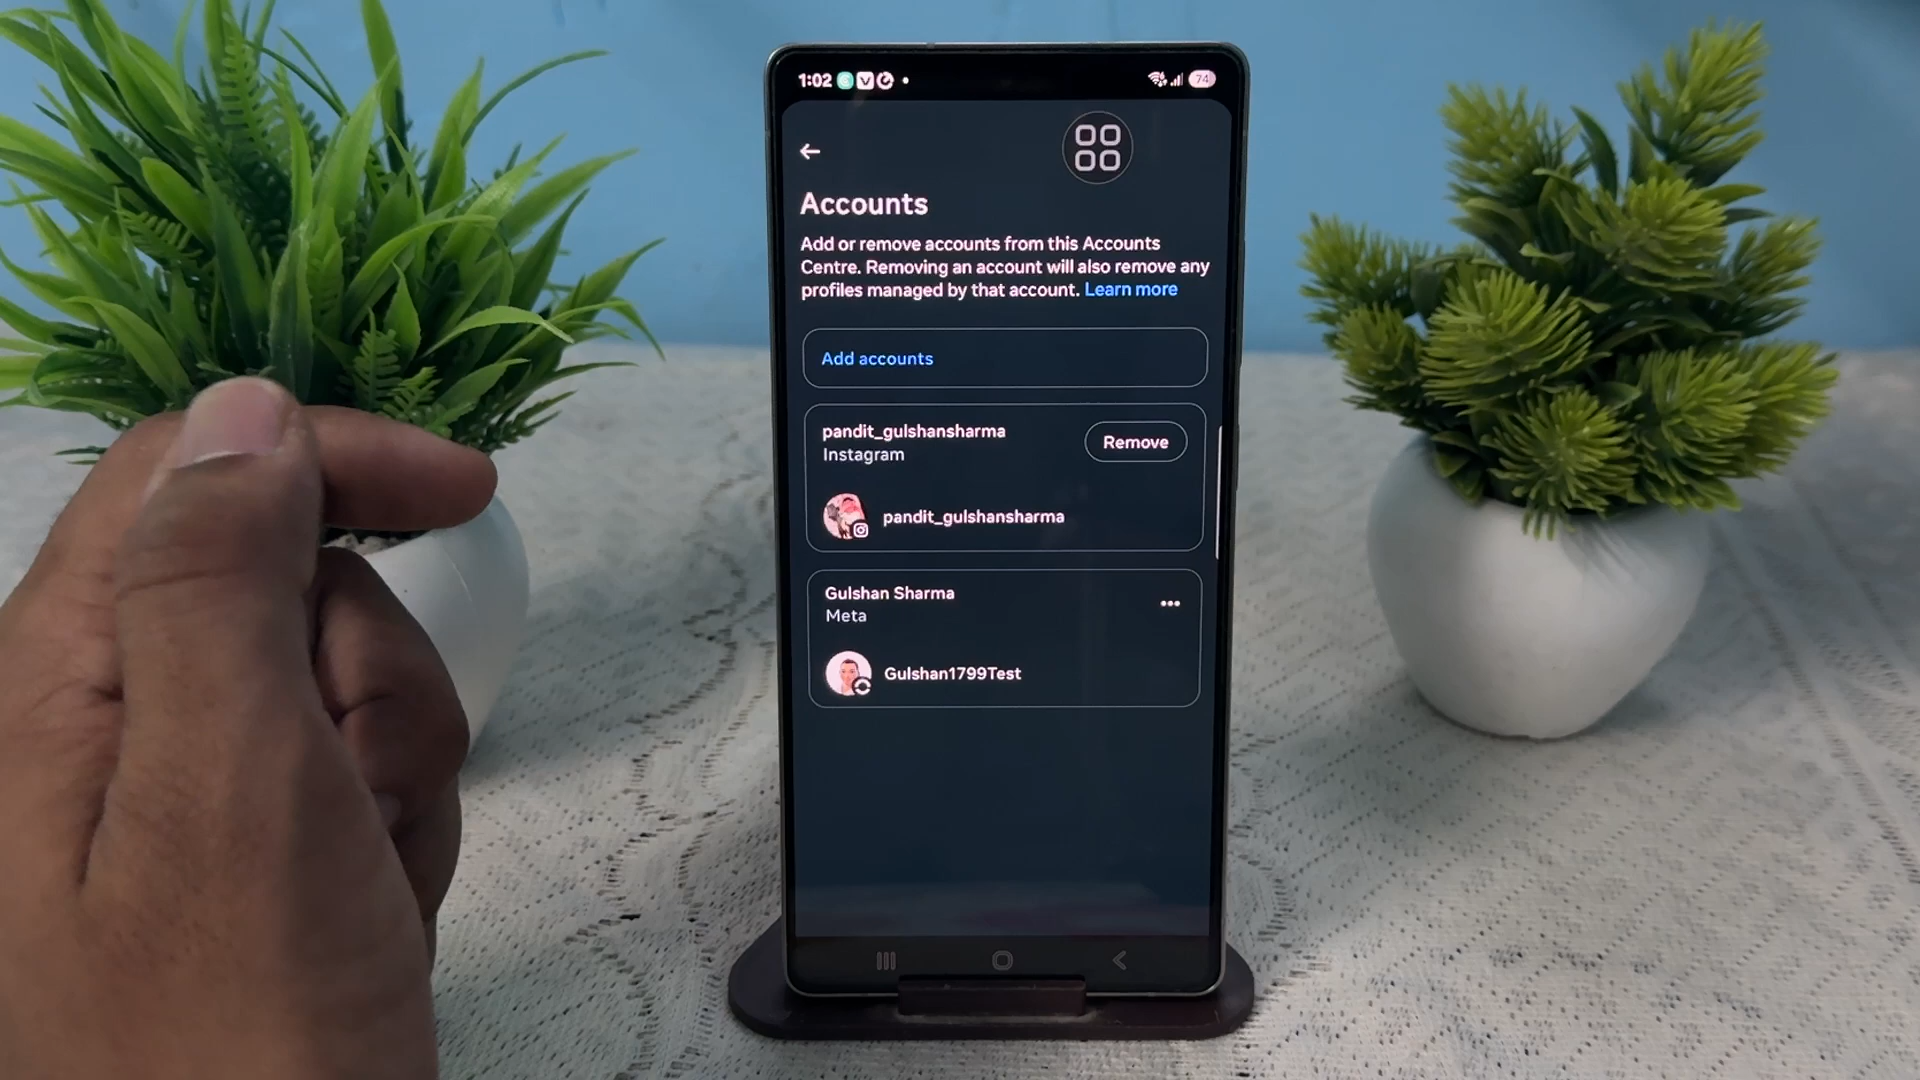 1:02
74
Accounts
Add or remove accounts from this Accounts
Centre. Removing an account will also remove any
profiles managed by that account. Learn more
Add accounts
pandit_gulshansharma
Instagram
Remove
pandit_gulshansharma
Gulshan Sharma
Meta
Gulshan1799Test